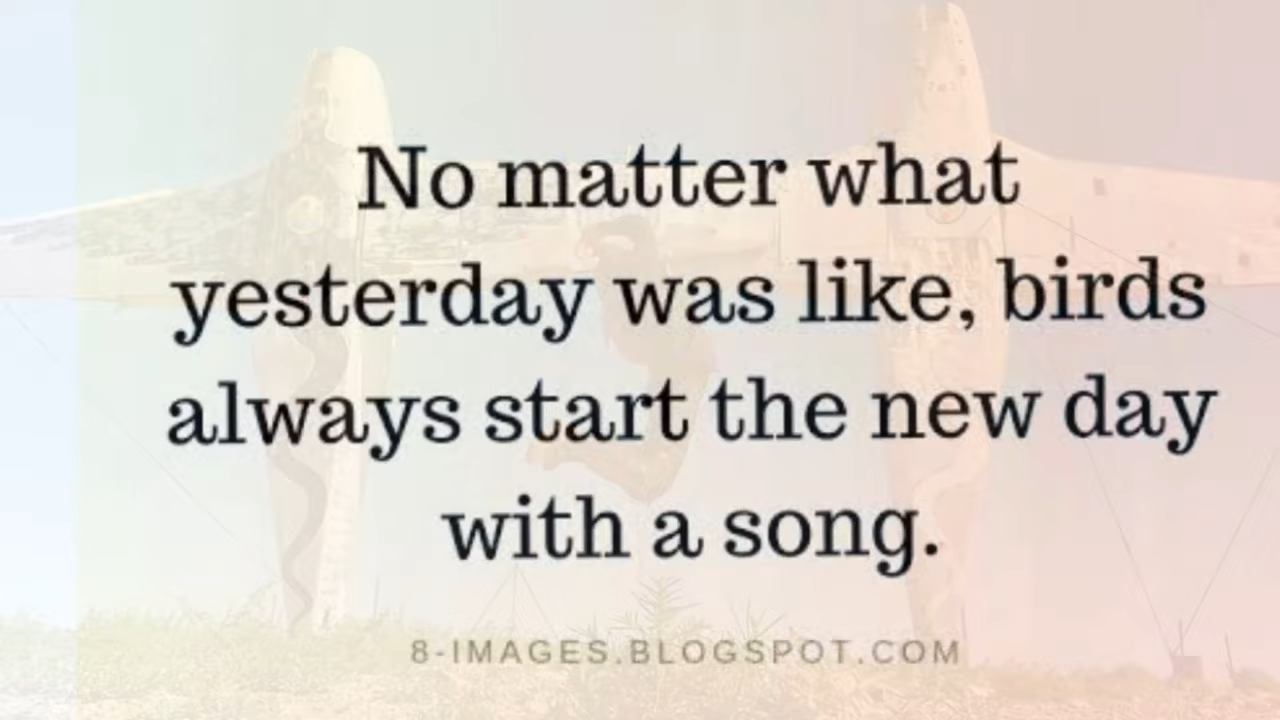 No matter what
yesterday was like, birds
always start the new day
with a song.
8-IMAGES.BLOGSPOT.COM